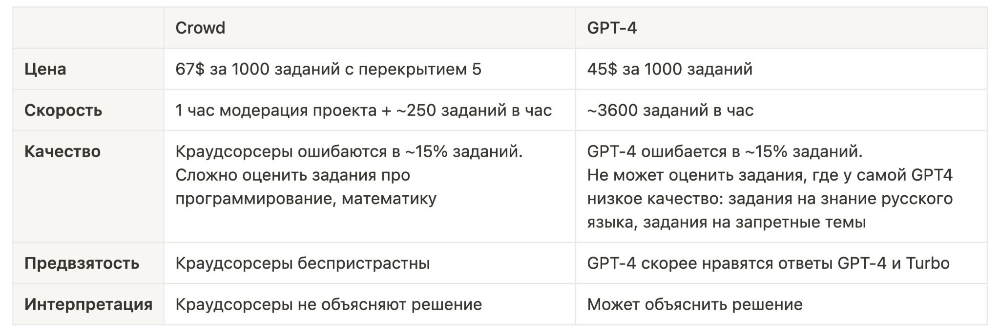 Crowd
GPT-4
Цена
67$ за 1000 заданий с перекрытием 5
45$ за 1000 заданий
Скорость
1 час модерация проекта + ~250 заданий в час
~3600 заданий в час
Качество
Краудсорсеры ошибаются в ~15% заданий.
Сложно оценить задания про
программирование, математику
GPT-4 ошибается в ~15% заданий.
Не может оценить задания, где у самой GPT4
низкое качество: задания на знание русского
языка, задания на запретные темы
Предвзятость
Краудсорсеры беспристрастны
GPT-4 скорее нравятся ответы GPT-4 и Turbo
Интерпретация
Краудсорсеры не объясняют решение
Может объяснить решение